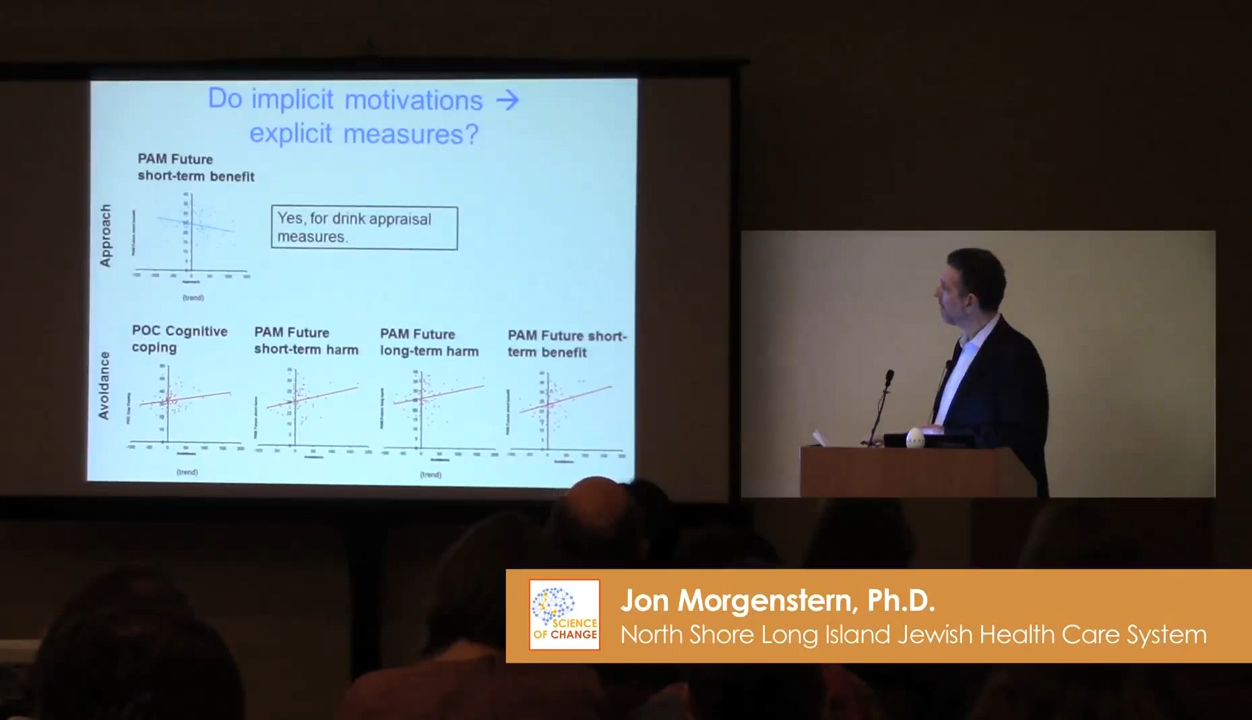 Do implicit motivations →
explicit measures?
PAM Future
short-term benefit
Approach
Yes, for drink appraisal
measures.
(trend)
Avoidance
POC Cognitive
coping
PAM Future
short-term harm
PAM Future
long-term harm
PAM Future short-
term benefit
(trend)
(trend)
SCIENCE
OF CHANGE
Jon Morgenstern, Ph.D.
North Shore Long Island Jewish Health Care System